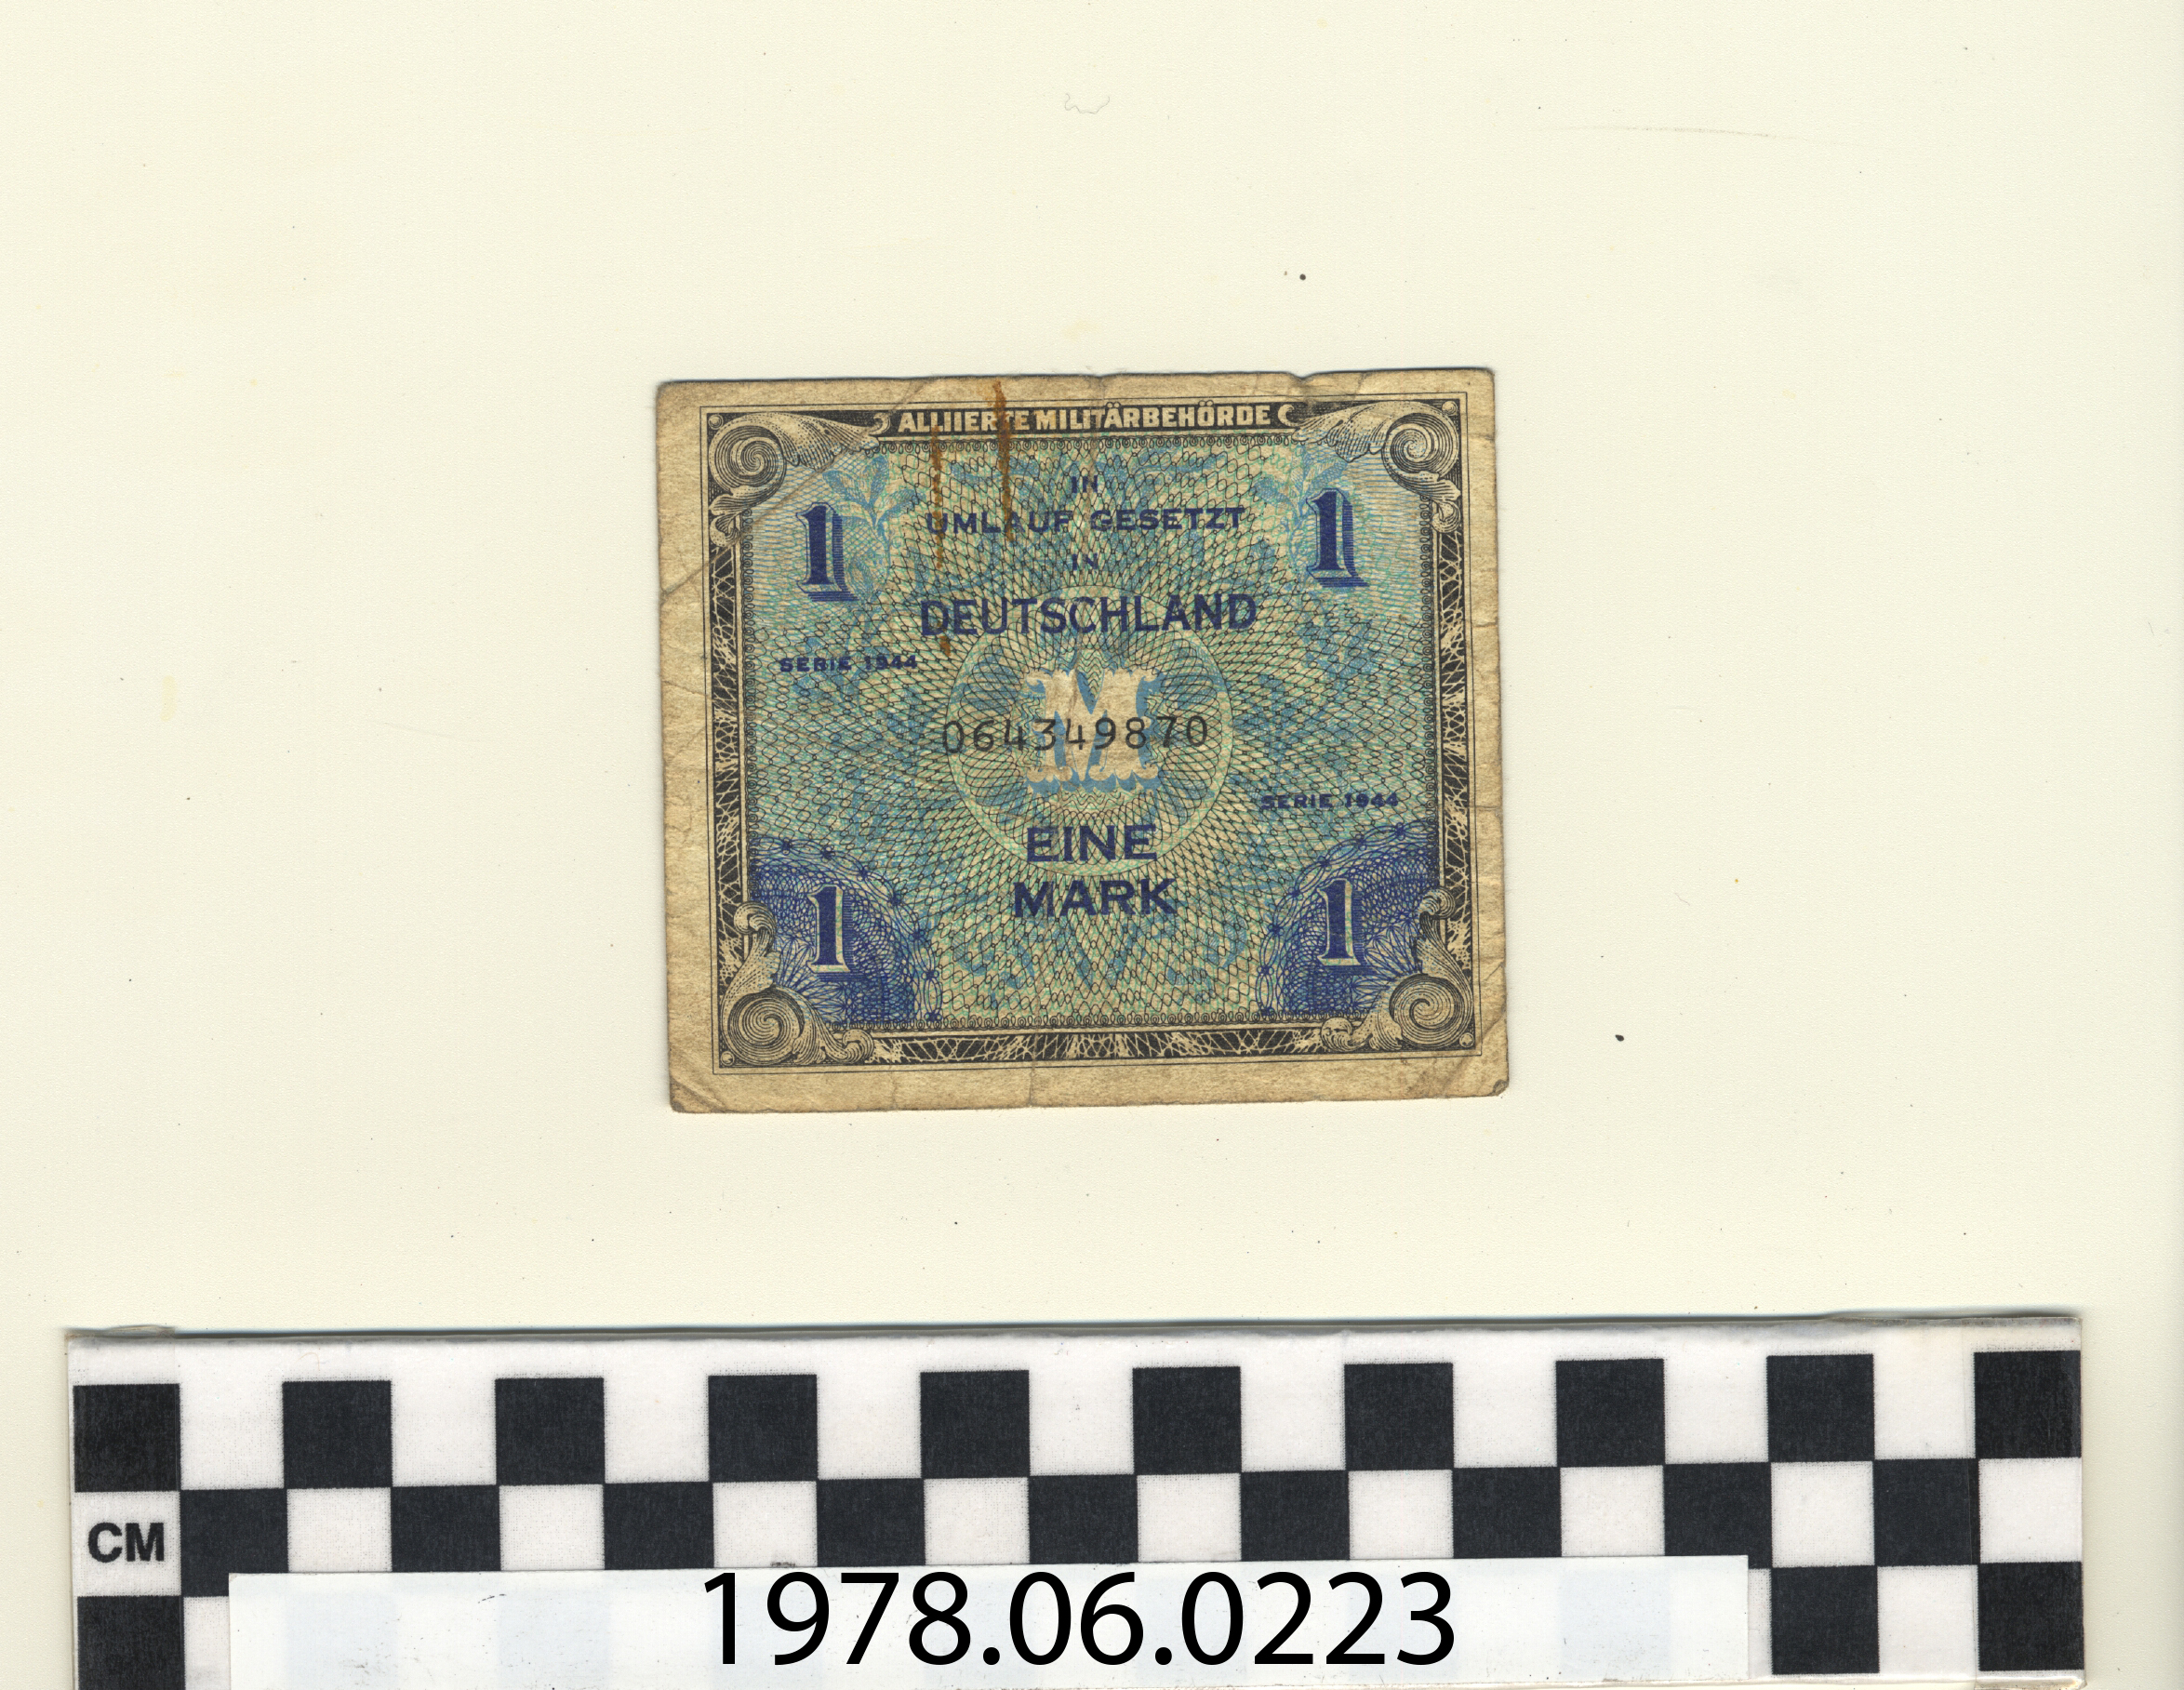 ALLIIERTE MILITÄRBEHÖRDE
IN
1 UMLAUF GESETZT 1
IN
DEUTSCHLAND
SERIE 1944
M
064349870
SERIE 1944
EINE
MARK
1 1
CM
1978.06.0223